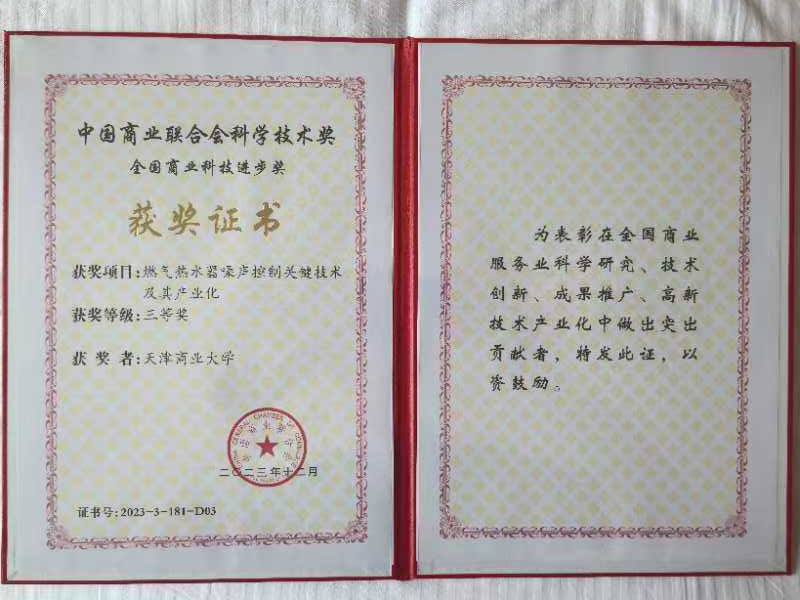 中国商业联合会科学技术奖
全国商业科技进步奖
获奖证书
获奖项目:燃气热水器噪声控制关键技术
及其产业化
获奖等级:三等奖
获 奖 者:天津商业大学
二〇二三年十二月
证书号:2023-3-181-D03
为表彰在全国商业
服务业科学研究、技术
创新、成果推广、高新
技术产业化中做出突出
贡献者,特发此证,以
资鼓励。